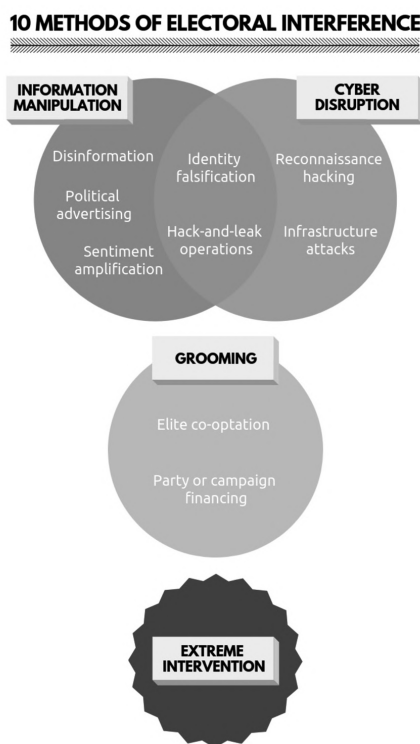 10 METHODS OF ELECTORAL INTERFERENCE
INFORMATION
MANIPULATION
CYBER
DISRUPTION
Disinformation
Political
advertising
Sentiment
amplification
Identity
falsification
Hack-and-leak
operations
Reconnaissance
hacking
Infrastructure
attacks
GROOMING
Elite co-optation
Party or campaign
financing
EXTREME
INTERVENTION